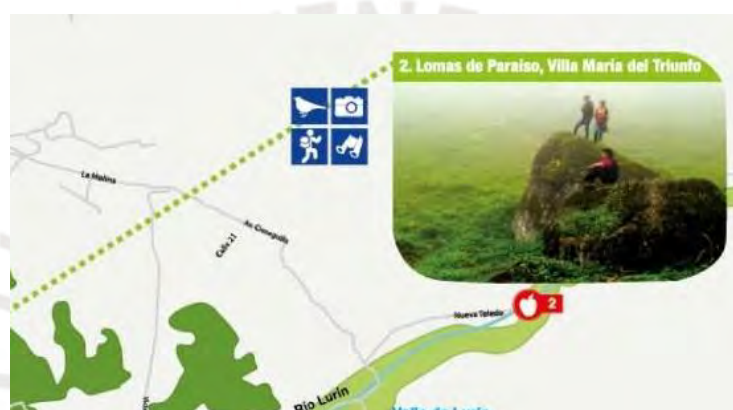 2. Lomas de Paraíso, Villa María del Triunfo
La Molina
Av. Cieneguilla
Calle 21
Nueva Toledo
2
Río Lurín